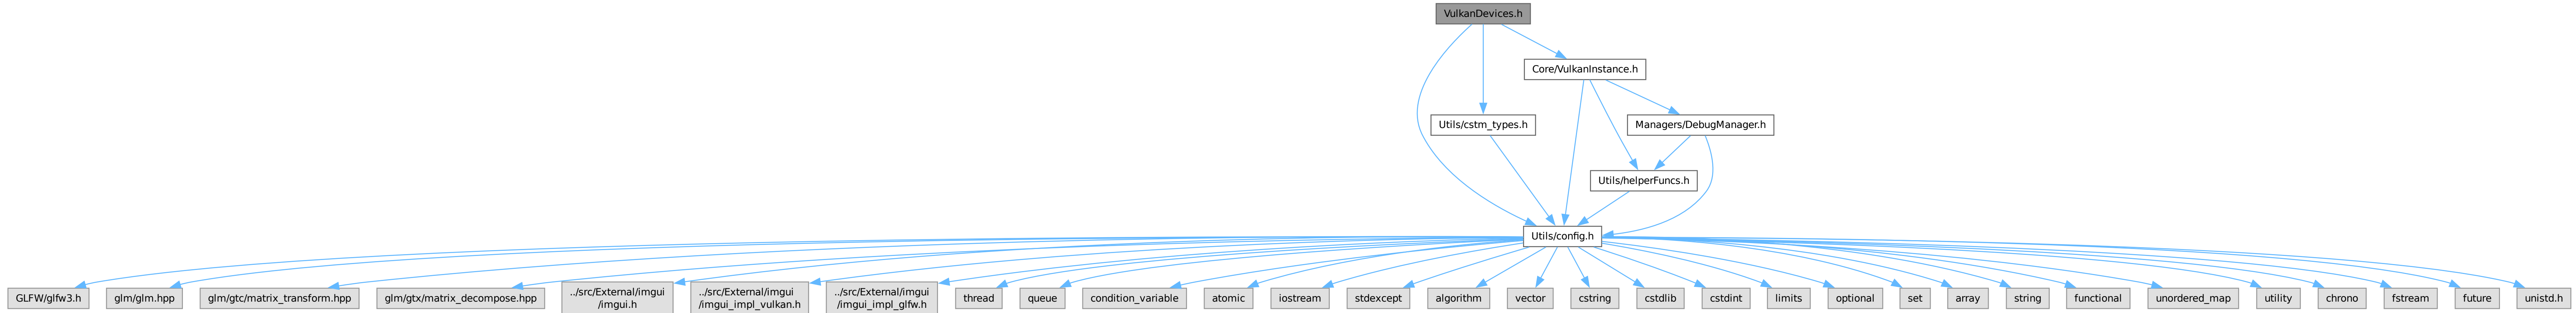 VulkanDevices.h
Core/VulkanInstance.h
Utils/cstm_types.h
Managers/DebugManager.h
Utils/helperFuncs.h
Utils/config.h
GLFW/glfw3.h
glm/glm.hpp
glm/gtc/matrix_transform.hpp
glm/gtx/matrix_decompose.hpp
../src/External/imgui
/imgui.h
../src/External/imgui
/imgui_impl_vulkan.h
../src/External/imgui
/imgui_impl_glfw.h
thread
queue
condition_variable
atomic
iostream
stdexcept
algorithm
vector
cstring
cstdlib
cstdint
limits
optional
set
array
string
functional
unordered_map
utility
chrono
fstream
future
unistd.h